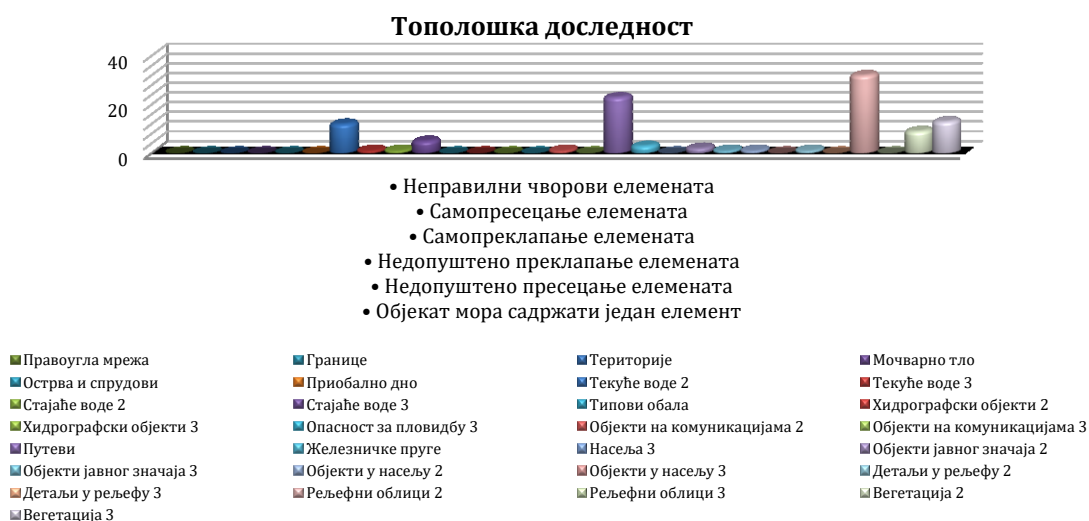 Тополошка доследност
40
20
0
• Неправилни чворови елемената
• Самопресецање елемената
• Самопреклапање елемената
• Недопуштено преклапање елемената
• Недопуштено пресецање елемената
• Објекат мора садржати један елемент
Правоугла мрежа Границе Територије Мочварно тло
Острва и спрудови Приобално дно Текуће воде 2 Текуће воде 3
Стајаће воде 2 Стајаће воде 3 Типови обала Хидрографски објекти 2
Хидрографски објекти 3 Опасност за пловидбу 3 Објекти на комуникацијама 2 Објекти на комуникацијама 3
Путеви Железничке пруге Насеља 3 Објекти јавног значаја 2
Објекти јавног значаја 3 Објекти у насељу 2 Објекти у насељу 3 Детаљи у рељефу 2
Детаљи у рељефу 3 Рељефни облици 2 Рељефни облици 3 Вегетација 2
Вегетација 3